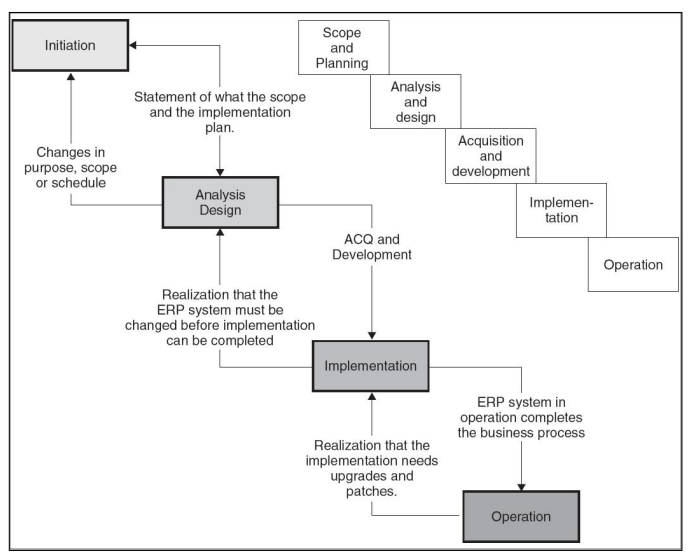 Initiation
Statement of what the scope
and the implementation
plan.
Changes in
purpose, scope
or schedule
Analysis
Design
ACQ and
Development
Realization that the
ERP system must be
changed before implementation
can be completed
Implementation
ERP system in
operation completes
the business process
Realization that the
implementation needs
upgrades and
patches.
Operation
Scope
and
Planning
Analysis
and
design
Acquisition
and
development
Implemen-
tation
Operation